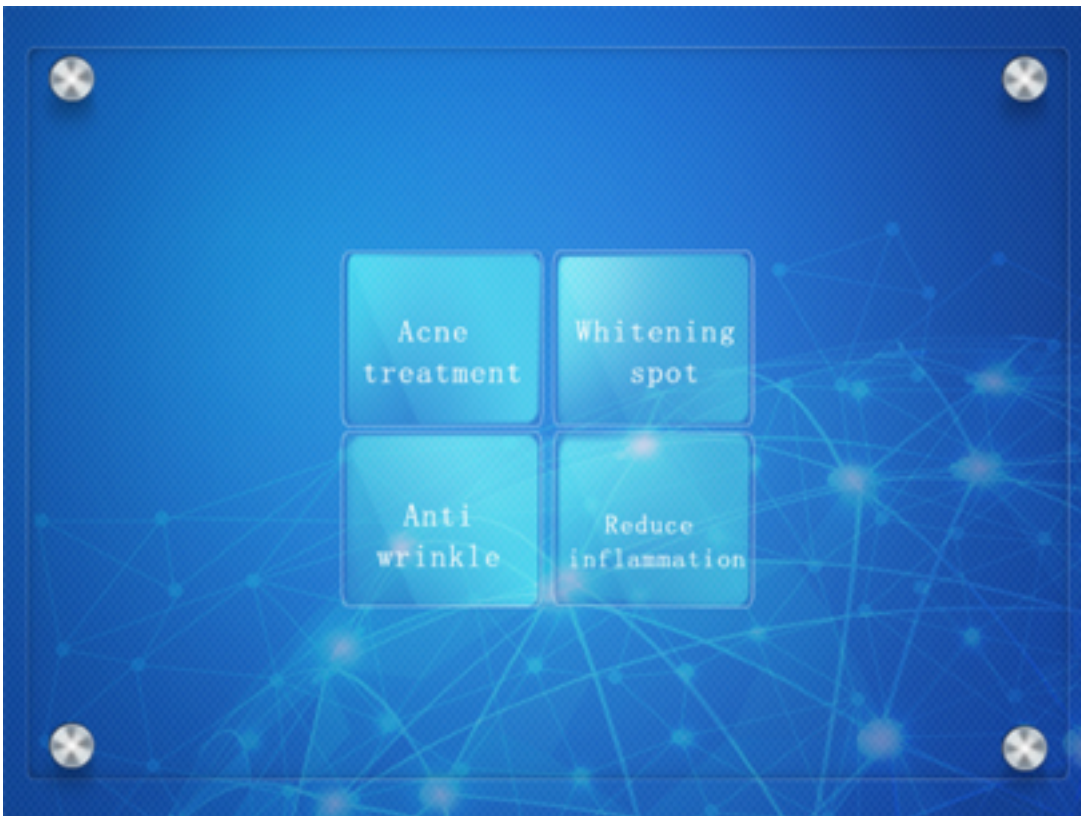 Acne
treatment
Whitening
spot
Anti
wrinkle
Reduce
inflammation